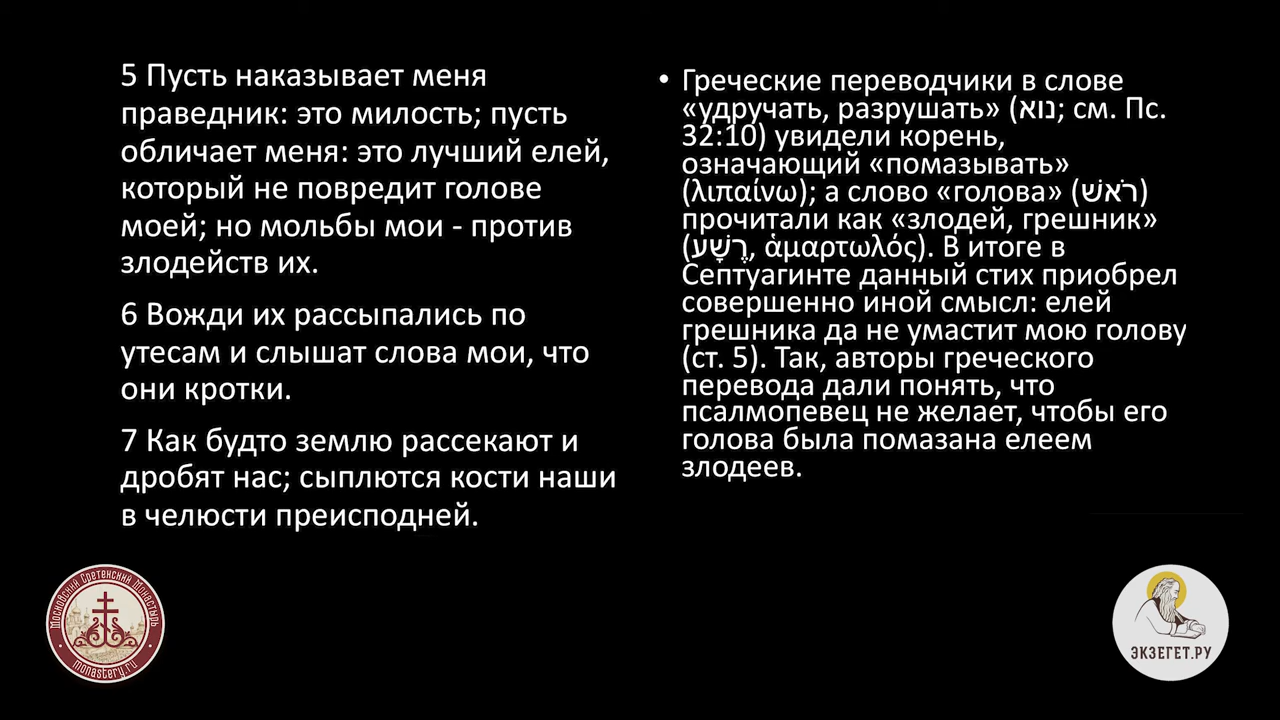 5 Пусть наказывает меня
праведник: это милость; пусть
обличает меня: это лучший елей,
который не повредит голове
моей; но мольбы мои - против
злодейств их.
6 Вожди их рассыпались по
утесам и слышат слова мои, что
они кротки.
7 Как будто землю рассекают и
дробят нас; сыплются кости наши
в челюсти преисподней.
• Греческие переводчики в слове
«удручать, разрушать» (נוא; см. Пс.
32:10) увидели корень,
означающий «помазывать»
(λιπαίνω); а слово «голова» (רֹאשׁ)
прочитали как «злодей, грешник»
(רָשָׁע, ἁμαρτωλός). В итоге в
Септуагинте данный стих приобрел
совершенно иной смысл: елей
грешника да не умастит мою голову
(ст. 5). Так, авторы греческого
перевода дали понять, что
псалмопевец не желает, чтобы его
голова была помазана елеем
злодеев.
Московский Сретенский Монастырь
monastery.ru
ЭКЗЕГЕТ.РУ